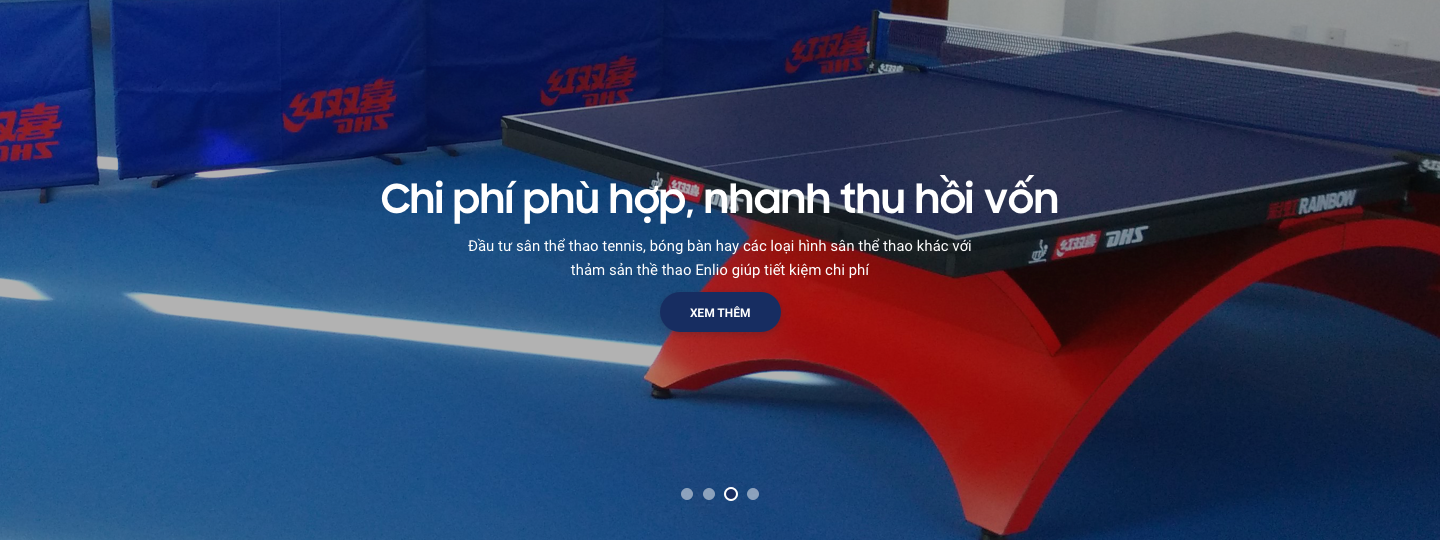 红双喜
DHS
红双喜
DHS
红双喜
DHS
红双喜
DHS
Chi phí phù hợp, nhanh thu hồi vốn
红双喜
Đầu tư sân thể thao tennis, bóng bàn hay các loại hình sân thể thao khác với
thảm sản thề thao Enlio giúp tiết kiệm chi phí
RAINBOW
红双喜 DHS
XEM THÊM